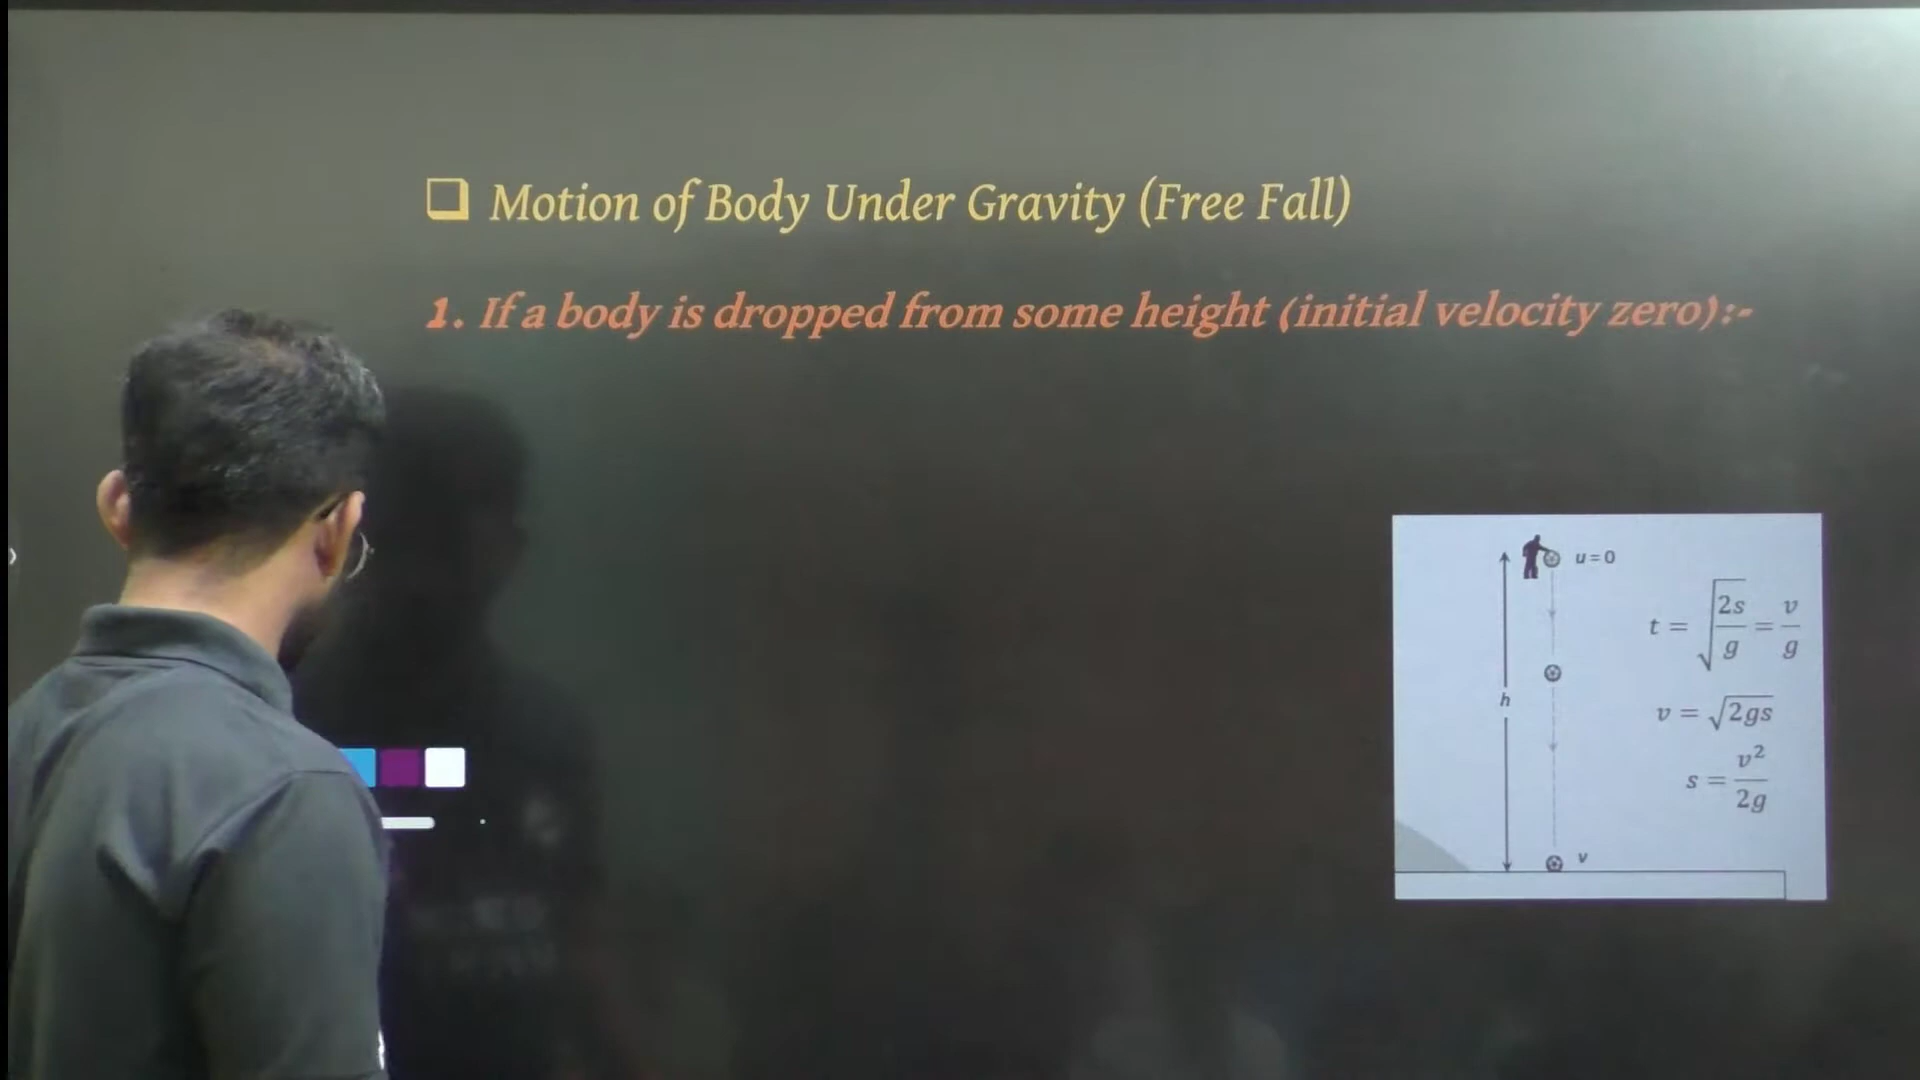 Motion of Body Under Gravity (Free Fall)
1. If a body is dropped from some height (initial velocity zero):-
u = 0
t = √(2s/g) = v/g
h
v = √2gs
s = v²/2g
v